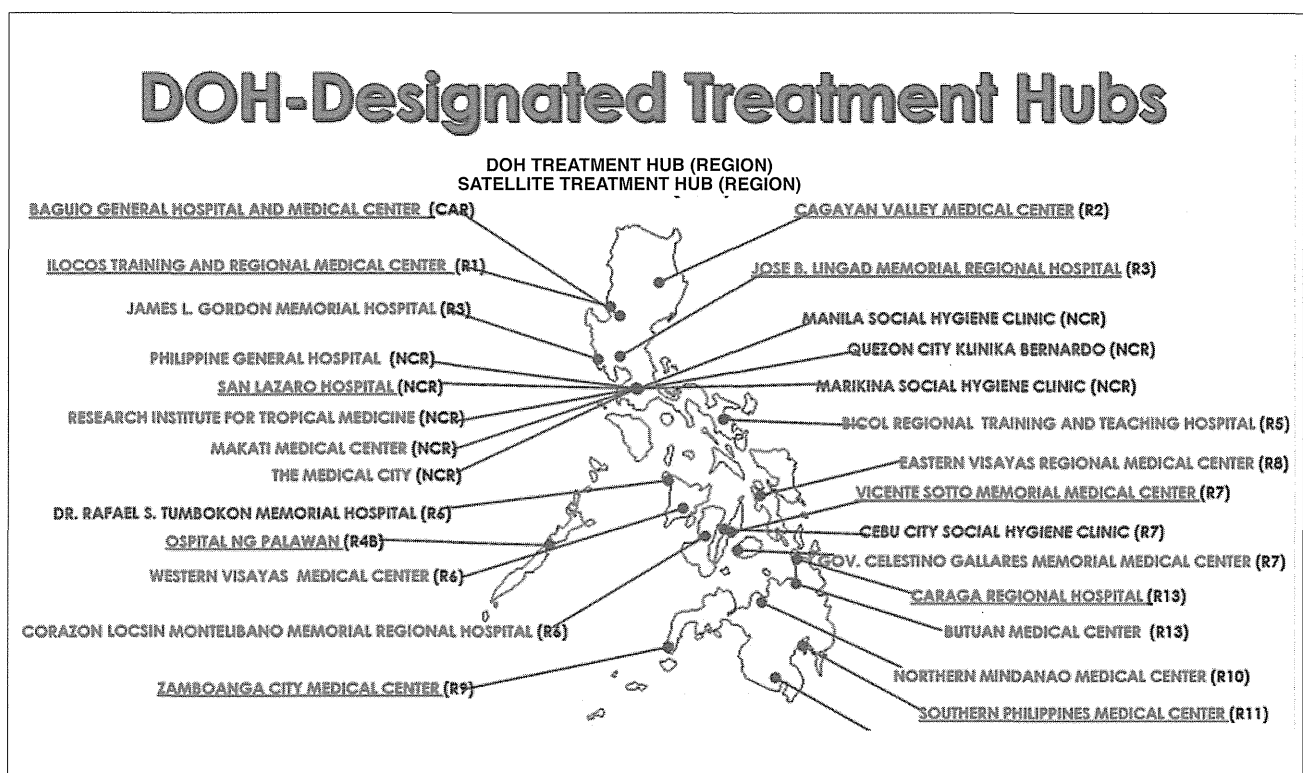 DOH-Designated Treatment Hubs
DOH TREATMENT HUB (REGION)
SATELLITE TREATMENT HUB (REGION)
BAGUIO GENERAL HOSPITAL AND MEDICAL CENTER (CAR)
ILOCOS TRAINING AND REGIONAL MEDICAL CENTER (R1)
JAMES L. GORDON MEMORIAL HOSPITAL (R3)
PHILIPPINE GENERAL HOSPITAL (NCR)
SAN LAZARO HOSPITAL (NCR)
RESEARCH INSTITUTE FOR TROPICAL MEDICINE (NCR)
MAKATI MEDICAL CENTER (NCR)
THE MEDICAL CITY (NCR)
DR. RAFAEL S. TUMBOKON MEMORIAL HOSPITAL (R6)
OSPITAL NG PALAWAN (R4B)
WESTERN VISAYAS MEDICAL CENTER (R6)
CORAZON LOCSIN MONTELIBANO MEMORIAL REGIONAL HOSPITAL (R6)
ZAMBOANGA CITY MEDICAL CENTER (R9)
CAGAYAN VALLEY MEDICAL CENTER (R2)
JOSE B. LINGAD MEMORIAL REGIONAL HOSPITAL (R3)
MANILA SOCIAL HYGIENE CLINIC (NCR)
QUEZON CITY KLINIKA BERNARDO (NCR)
MARIKINA SOCIAL HYGIENE CLINIC (NCR)
BICOL REGIONAL TRAINING AND TEACHING HOSPITAL (R5)
EASTERN VISAYAS REGIONAL MEDICAL CENTER (R8)
VICENTE SOTTO MEMORIAL MEDICAL CENTER (R7)
CEBU CITY SOCIAL HYGIENE CLINIC (R7)
GOV. CELESTINO GALLARES MEMORIAL MEDICAL CENTER (R7)
CARAGA REGIONAL HOSPITAL (R13)
BUTUAN MEDICAL CENTER (R13)
NORTHERN MINDANAO MEDICAL CENTER (R10)
SOUTHERN PHILIPPINES MEDICAL CENTER (R11)